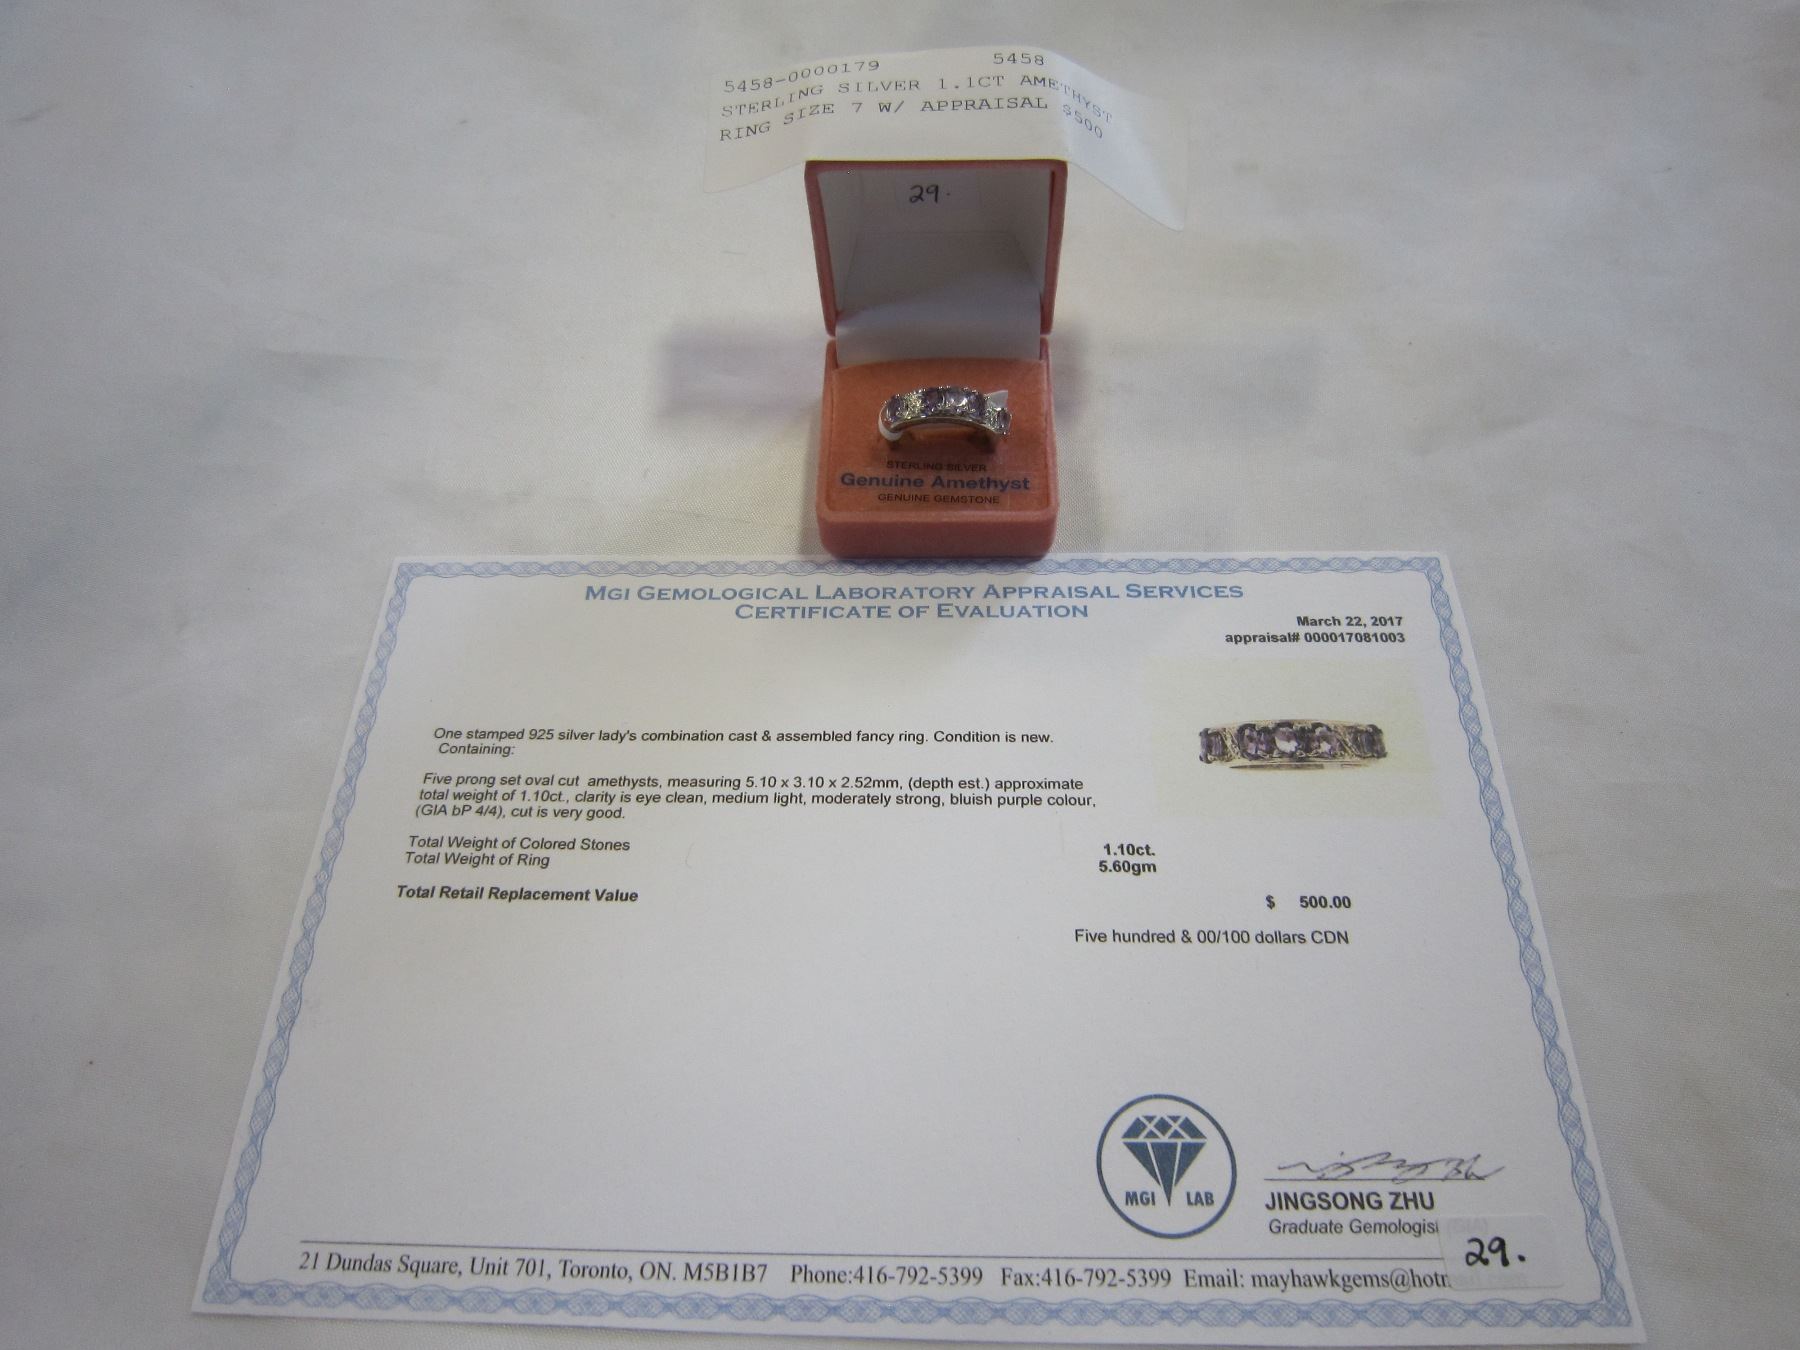 5458-0000179 5458
STERLING SILVER 1.1CT AMETHYST
RING SIZE 7 W/ APPRAISAL $500
29.
STERLING SILVER
Genuine Amethyst
GENUINE GEMSTONE
MGI GEMOLOGICAL LABORATORY APPRAISAL SERVICES
CERTIFICATE OF EVALUATION
March 22, 2017
appraisal# 000017081003
One stamped 925 silver lady's combination cast & assembled fancy ring. Condition is new.
Containing:
Five prong set oval cut amethysts, measuring 5.10 x 3.10 x 2.52mm, (depth est.) approximate
total weight of 1.10ct., clarity is eye clean, medium light, moderately strong, bluish purple colour,
(GIA bP 4/4), cut is very good.
Total Weight of Colored Stones 1.10ct.
Total Weight of Ring 5.60gm
Total Retail Replacement Value $ 500.00
Five hundred & 00/100 dollars CDN
MGI LAB
JINGSONG ZHU
Graduate Gemologist (GIA)
29.
21 Dundas Square, Unit 701, Toronto, ON. M5B1B7 Phone:416-792-5399 Fax:416-792-5399 Email: mayhawkgems@hotm